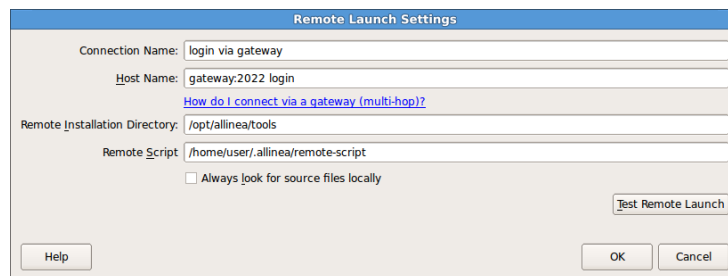 Remote Launch Settings
Connection Name: login via gateway
Host Name: gateway:2022 login
How do I connect via a gateway (multi-hop)?
Remote Installation Directory: /opt/allinea/tools
Remote Script /home/user/.allinea/remote-script
Always look for source files locally
Test Remote Launch
Help OK Cancel